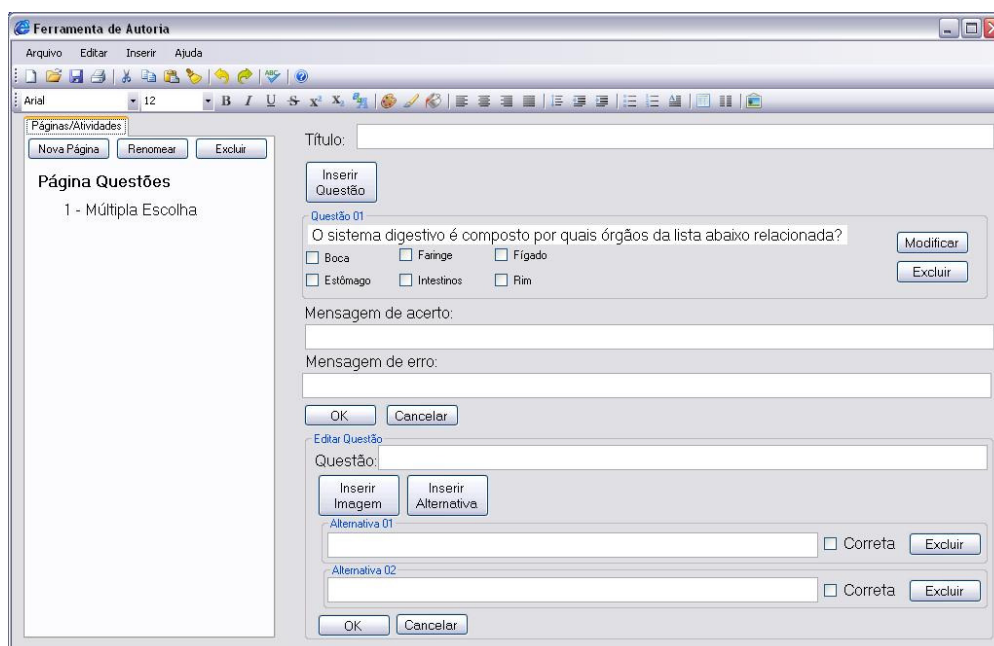 Ferramenta de Autoria
Arquivo Editar Inserir Ajuda
ABC
Arial 12 B I U S x² X₂
Páginas/Atividades
Nova Página Renomear Excluir
Página Questões
1 - Múltipla Escolha
Título:
Inserir
Questão
Questão 01
O sistema digestivo é composto por quais órgãos da lista abaixo relacionada?
Boca Faringe Fígado
Estômago Intestinos Rim
Modificar
Excluir
Mensagem de acerto:
Mensagem de erro:
OK Cancelar
Editar Questão
Questão:
Inserir
Imagem
Inserir
Alternativa
Alternativa 01
Correta Excluir
Alternativa 02
Correta Excluir
OK Cancelar